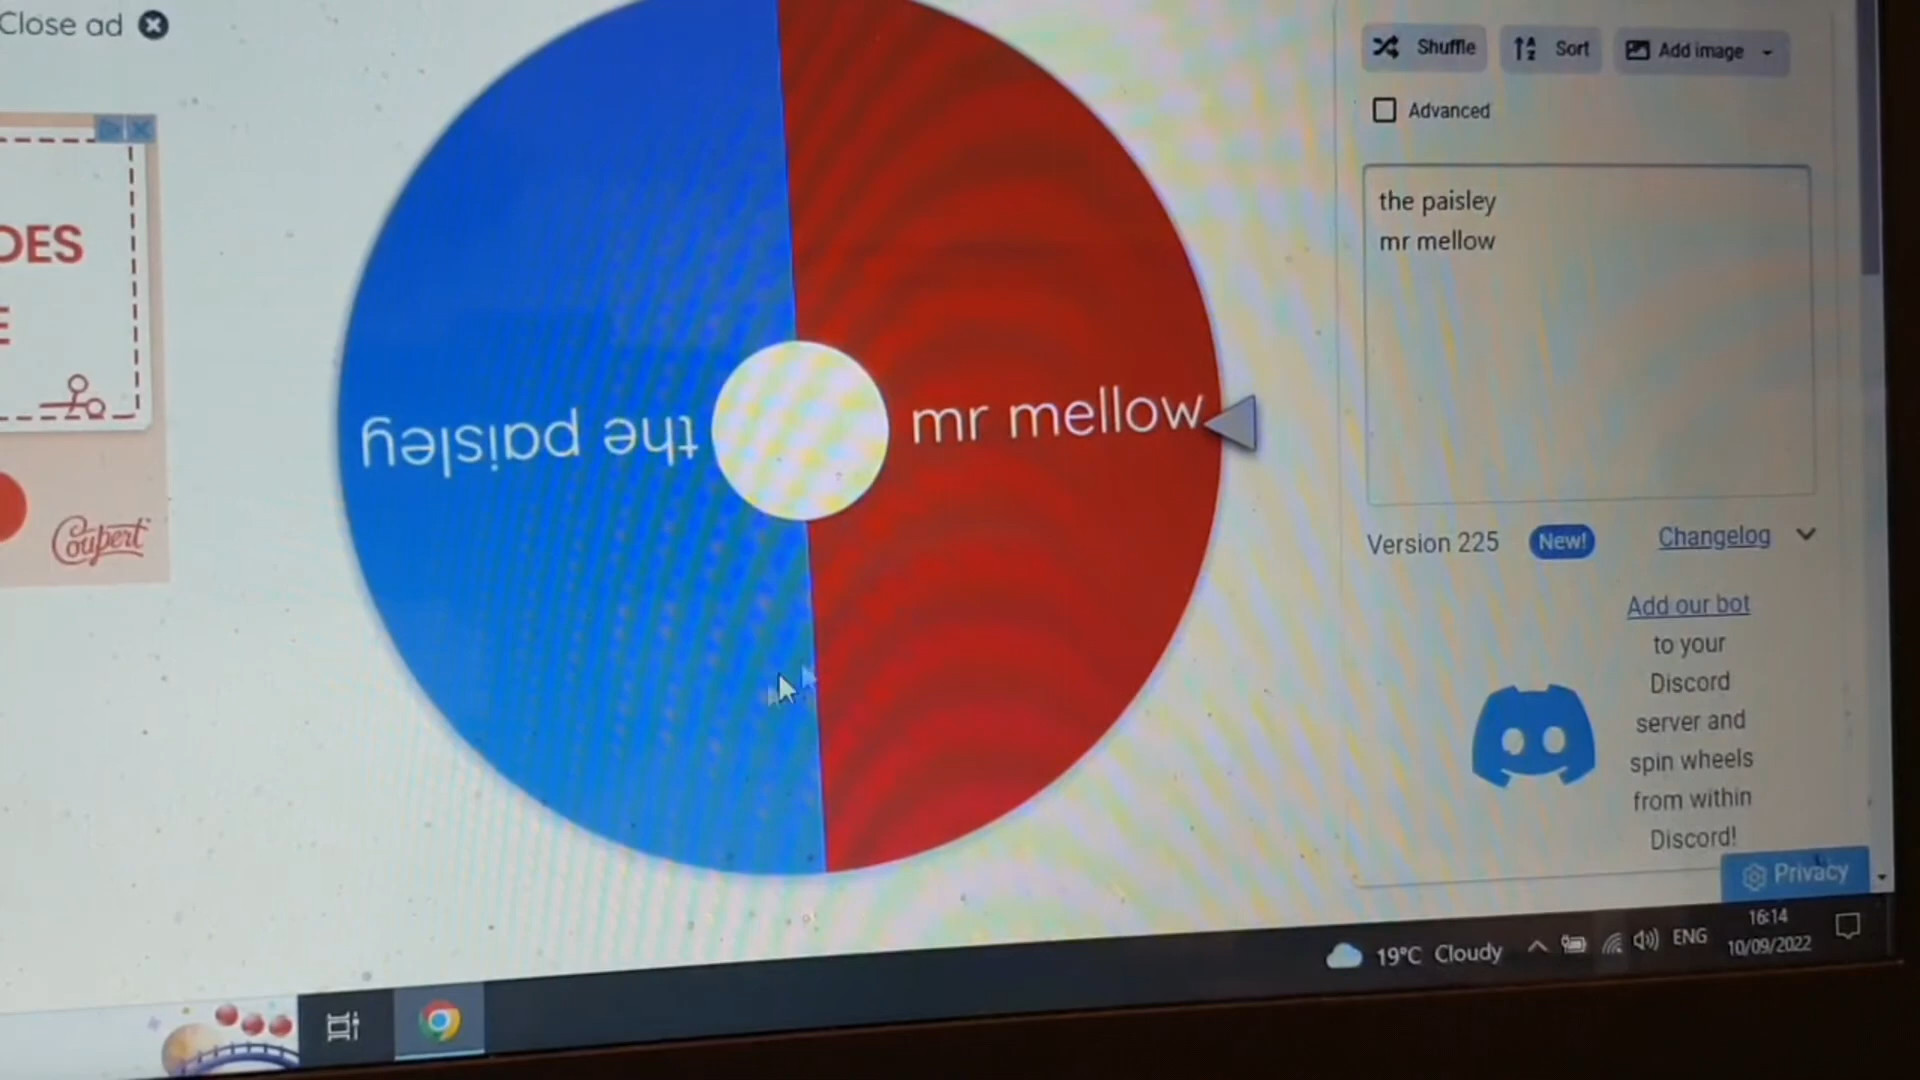 Close ad
DES
E
Coupert
the paisley
mr mellow
Shuffle
Sort
Add image
Advanced
the paisley
mr mellow
Version 225
New!
Changelog
Add our bot
to your
Discord
server and
spin wheels
from within
Discord!
Privacy
19°C Cloudy
ENG
16:14
10/09/2022